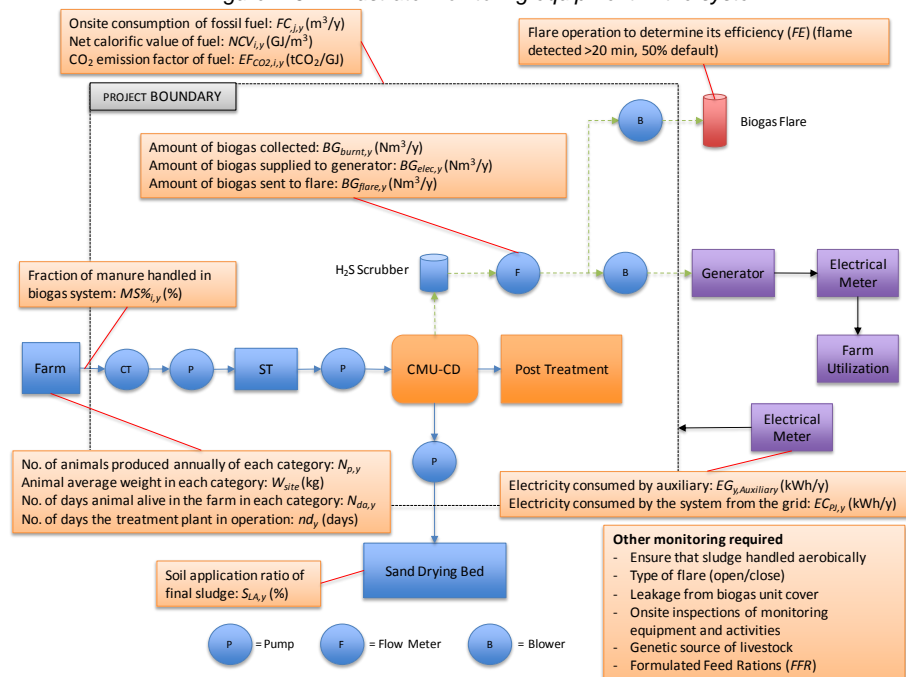 Onsite consumption of fossil fuel: FC,j,y (m³/y)
Net calorific value of fuel: NCVi,y (GJ/m³)
CO₂ emission factor of fuel: EFCO2,i,y (tCO₂/GJ)
Flare operation to determine its efficiency (FE) (flame
detected >20 min, 50% default)
PROJECT BOUNDARY
B
Biogas Flare
Amount of biogas collected: BGburnt,y (Nm³/y)
Amount of biogas supplied to generator: BGelec,y (Nm³/y)
Amount of biogas sent to flare: BGflare,y (Nm³/y)
Fraction of manure handled in
biogas system: MS%i,y (%)
H₂S Scrubber
F
B
Generator
Electrical
Meter
Farm
CT
P
ST
P
CMU-CD
Post Treatment
Farm
Utilization
Electrical
Meter
P
No. of animals produced annually of each category: Np,y
Animal average weight in each category: Wsite (kg)
No. of days animal alive in the farm in each category: Nda,y
No. of days the treatment plant in operation: ndy (days)
Electricity consumed by auxiliary: EGy,Auxiliary (kWh/y)
Electricity consumed by the system from the grid: ECPJ,y (kWh/y)
Soil application ratio of
final sludge: SLA,y (%)
Sand Drying Bed
Other monitoring required
- Ensure that sludge handled aerobically
- Type of flare (open/close)
- Leakage from biogas unit cover
- Onsite inspections of monitoring
equipment and activities
- Genetic source of livestock
- Formulated Feed Rations (FFR)
P = Pump
F = Flow Meter
B = Blower